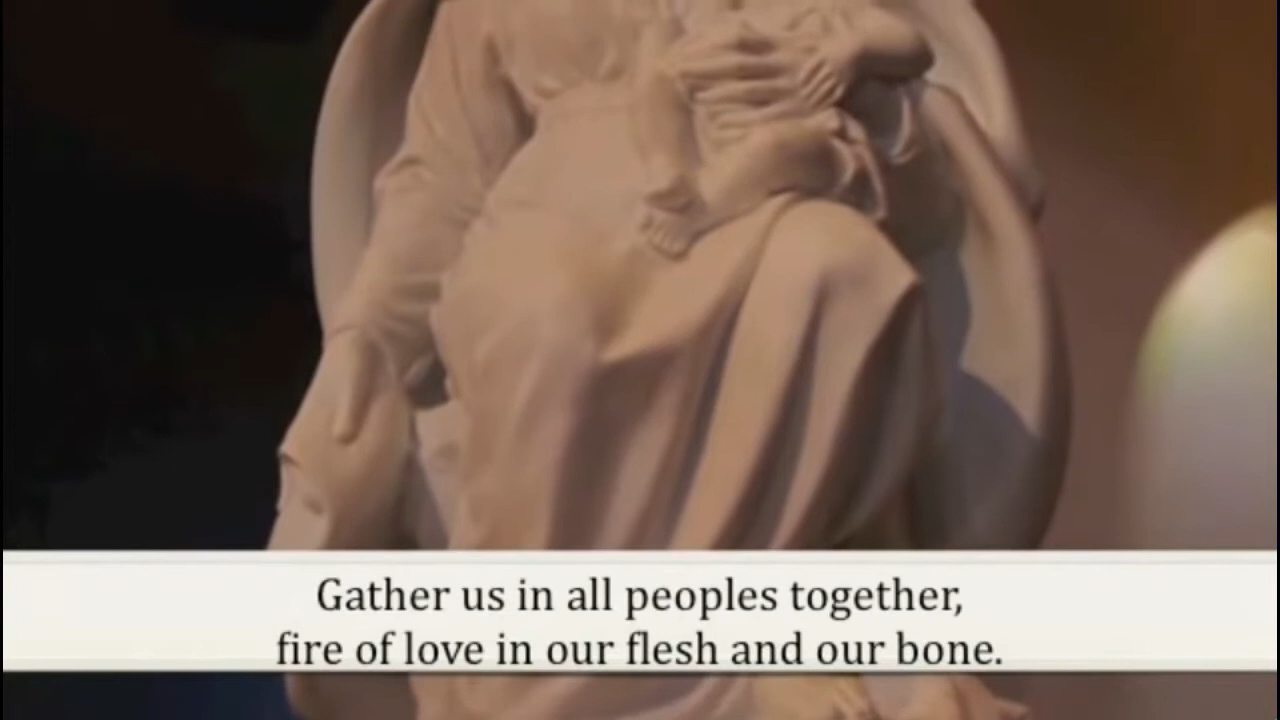 Gather us in all peoples together,
fire of love in our flesh and our bone.